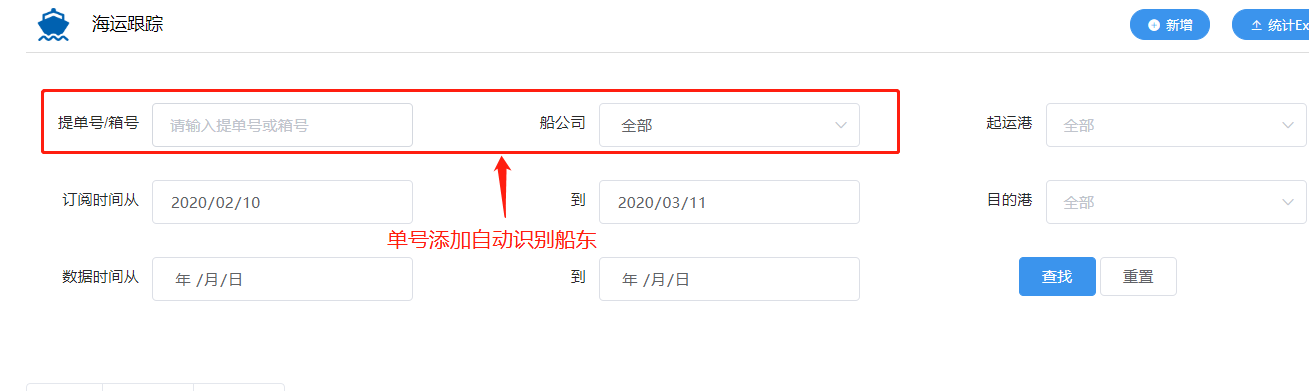 海运跟踪
新增
统计Ex
提单号/箱号
请输入提单号或箱号
船公司
全部
起运港
全部
订阅时间从
2020/02/10
到
2020/03/11
目的港
全部
单号添加自动识别船东
数据时间从
年 /月/日
到
年 /月/日
查找
重置